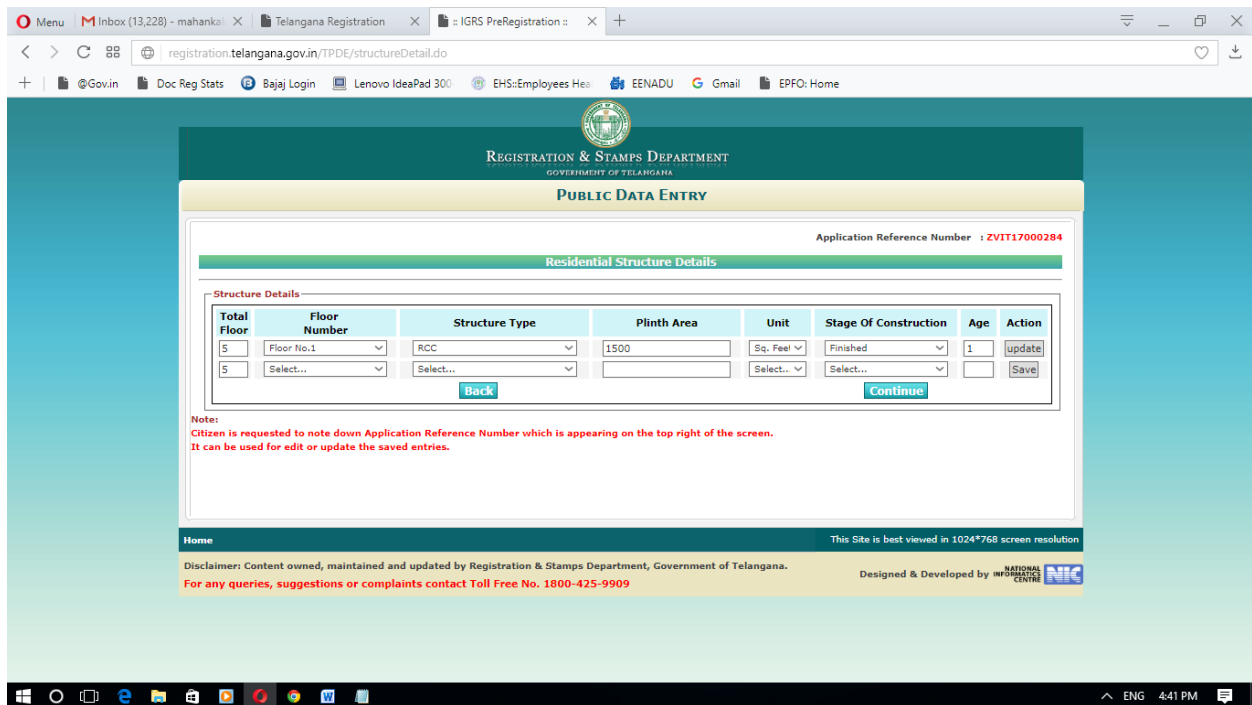 Menu
Inbox (13,228) - mahankal
Telangana Registration
:: IGRS PreRegistration ::
registration.telangana.gov.in/TPDE/structureDetail.do
@Gov.in Doc Reg Stats Bajaj Login Lenovo IdeaPad 300 EHS::Employees Hea EENADU Gmail EPFO: Home
REGISTRATION & STAMPS DEPARTMENT
GOVERNMENT OF TELANGANA
PUBLIC DATA ENTRY
Application Reference Number : ZVIT17000284
Residential Structure Details
Structure Details
Total Floor Floor Number Structure Type Plinth Area Unit Stage Of Construction Age Action
5 Floor No.1 RCC 1500 Sq. Feet Finished 1 update
5 Select... Select... Select... Select... Save
Back Continue
Note:
Citizen is requested to note down Application Reference Number which is appearing on the top right of the screen.
It can be used for edit or update the saved entries.
Home This Site is best viewed in 1024*768 screen resolution
Disclaimer: Content owned, maintained and updated by Registration & Stamps Department, Government of Telangana.
For any queries, suggestions or complaints contact Toll Free No. 1800-425-9909
Designed & Developed by NATIONAL INFORMATICS CENTRE NIC
ENG 4:41 PM